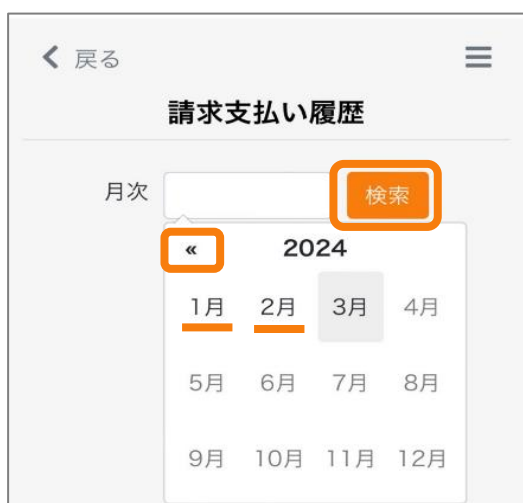 戻る
請求支払い履歴
月次 検索
« 2024
1月 2月 3月 4月
5月 6月 7月 8月
9月 10月 11月 12月